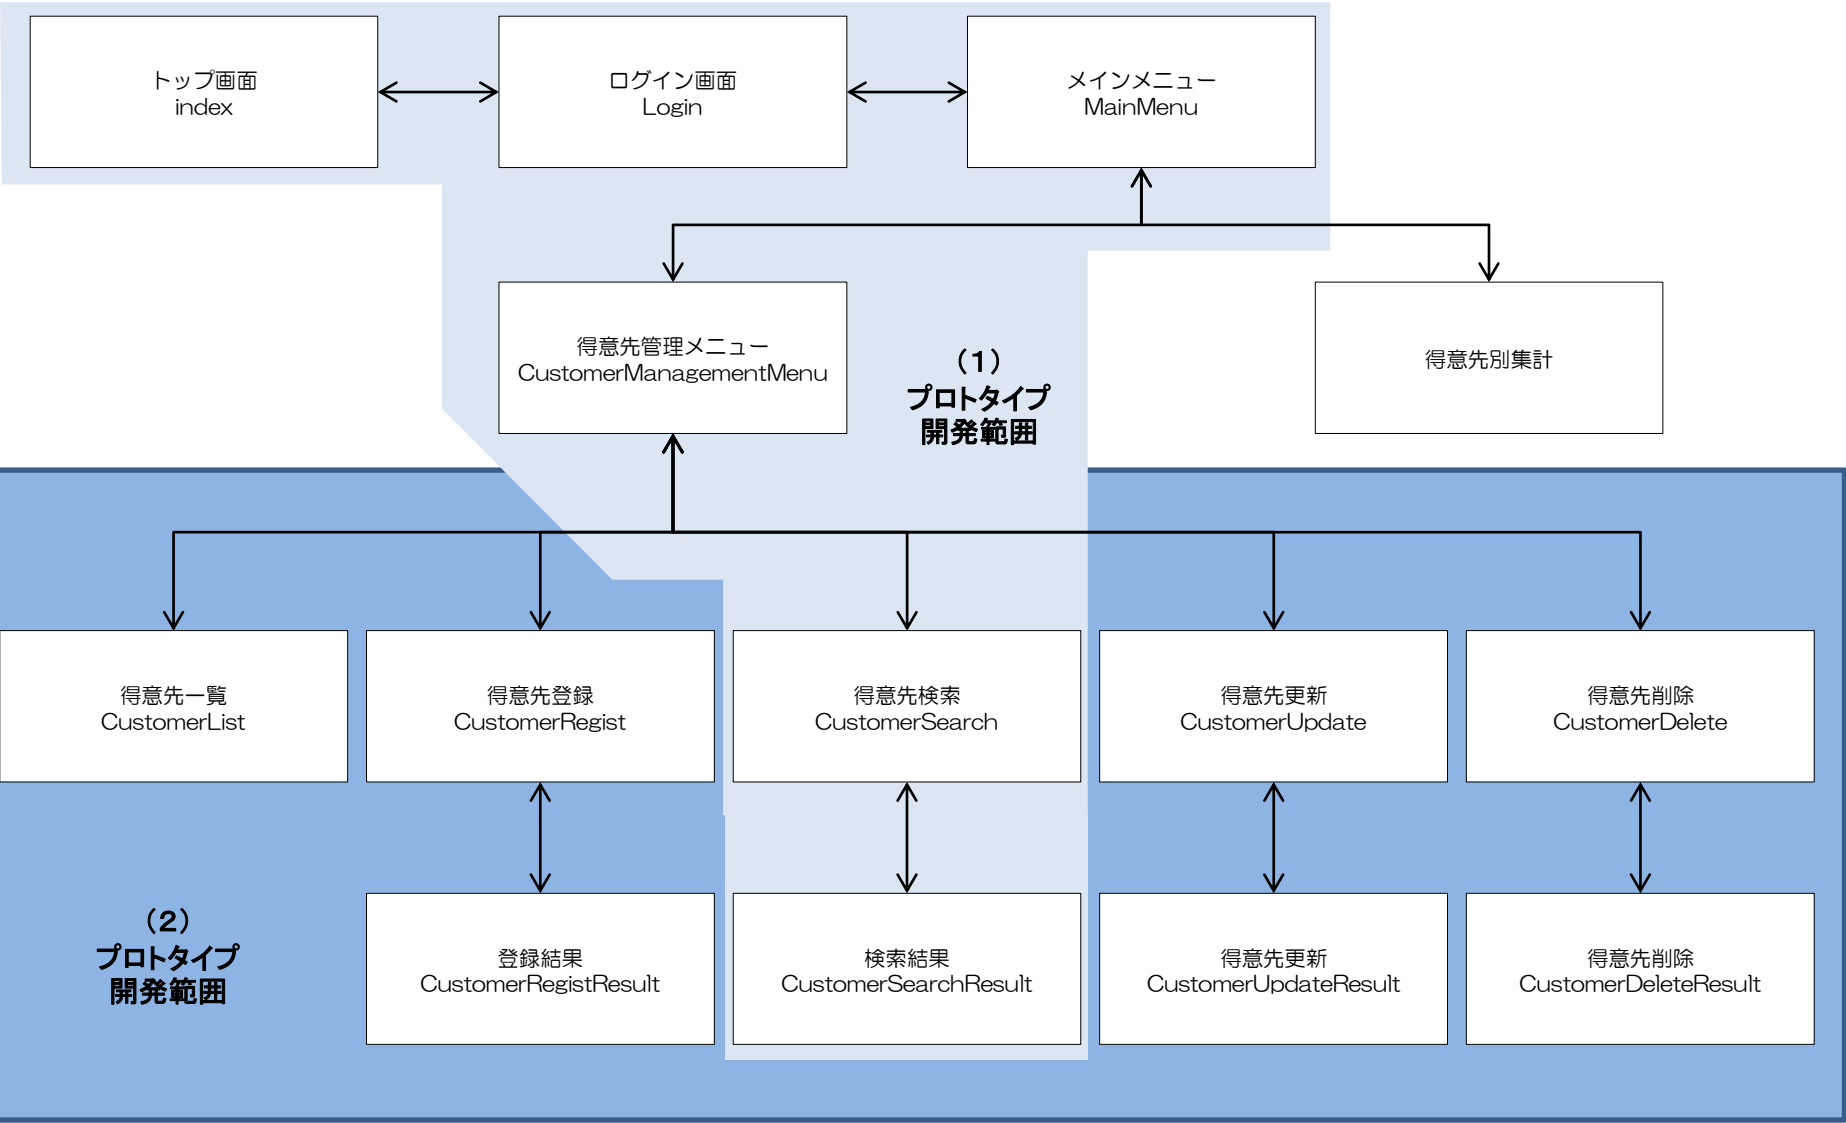 トップ画面
index
ログイン画面
Login
メインメニュー
MainMenu
得意先管理メニュー
CustomerManagementMenu
（1）
プロトタイプ
開発範囲
得意先別集計
得意先一覧
CustomerList
得意先登録
CustomerRegist
得意先検索
CustomerSearch
得意先更新
CustomerUpdate
得意先削除
CustomerDelete
（2）
プロトタイプ
開発範囲
登録結果
CustomerRegistResult
検索結果
CustomerSearchResult
得意先更新
CustomerUpdateResult
得意先削除
CustomerDeleteResult